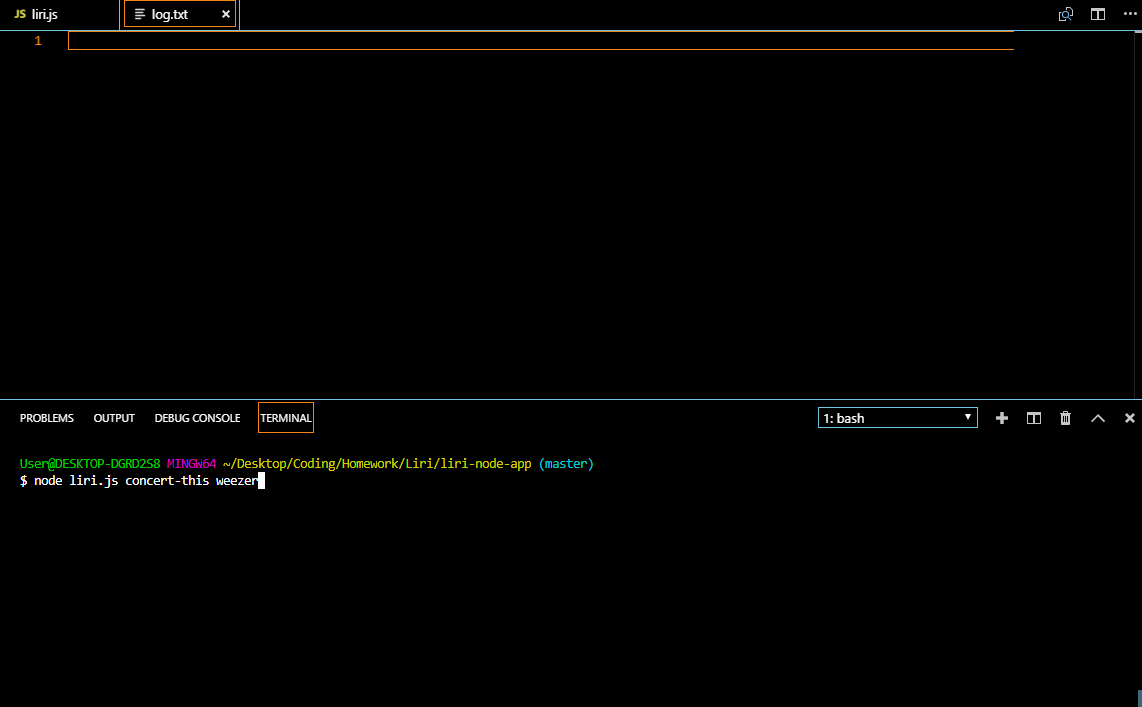 JS liri.js log.txt
1
PROBLEMS OUTPUT DEBUG CONSOLE TERMINAL 1: bash
User@DESKTOP-DGRD2S8 MINGW64 ~/Desktop/Coding/Homework/Liri/liri-node-app (master)
$ node liri.js concert-this weezer